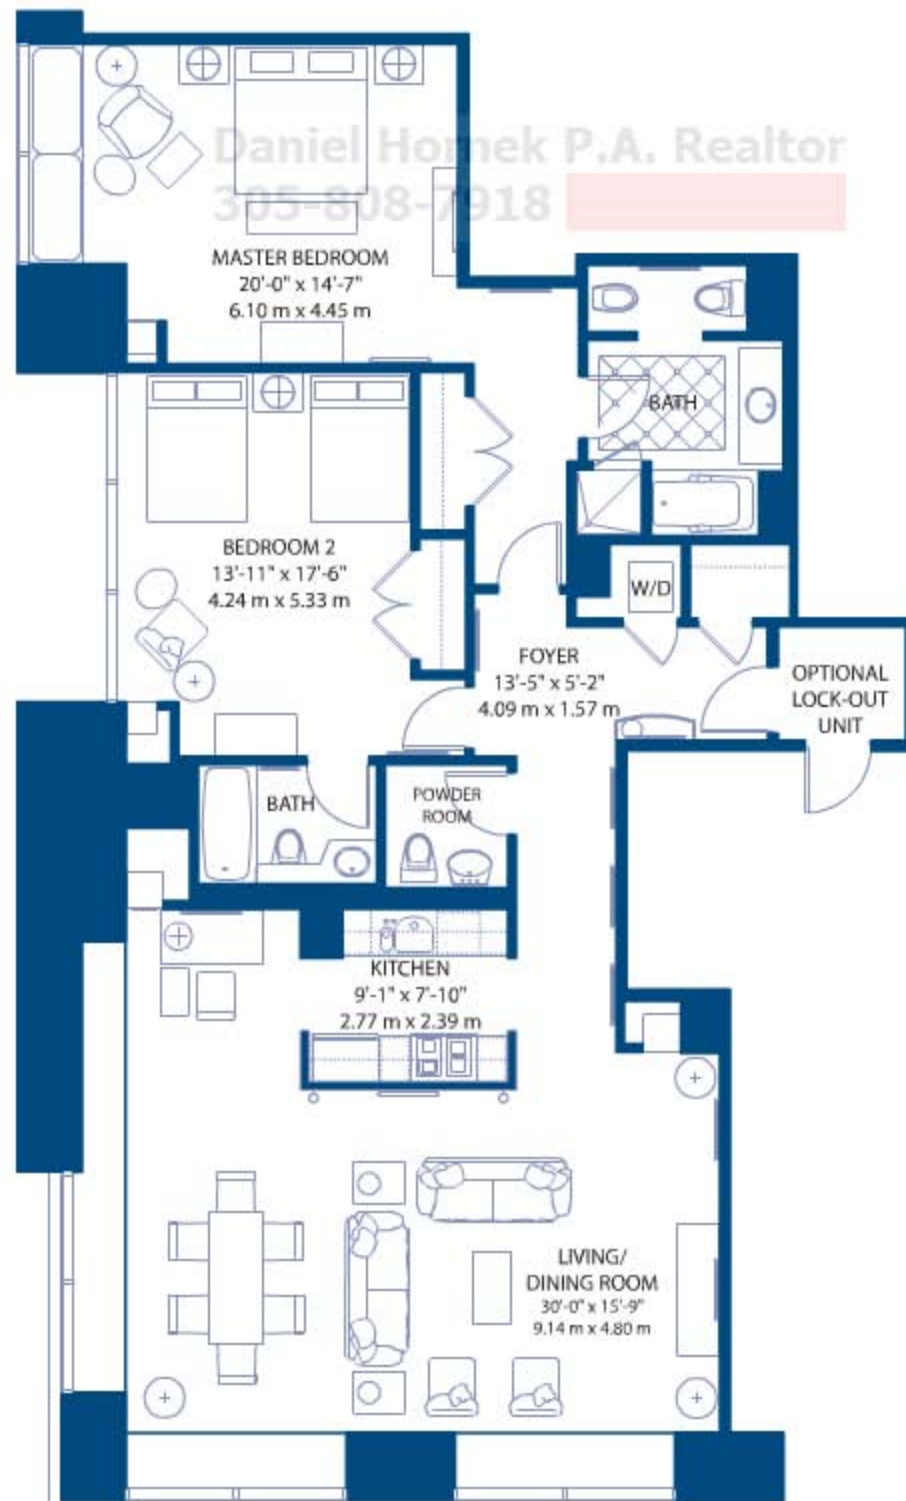 Daniel Homek P.A. Realtor
305-808-7918
MASTER BEDROOM
20'-0" x 14'-7"
6.10 m x 4.45 m
BATH
BEDROOM 2
13'-11" x 17'-6"
4.24 m x 5.33 m
W/D
FOYER
13'-5" x 5'-2"
4.09 m x 1.57 m
OPTIONAL
LOCK-OUT
UNIT
BATH
POWDER
ROOM
KITCHEN
9'-1" x 7'-10"
2.77 m x 2.39 m
LIVING/
DINING ROOM
30'-0" x 15'-9"
9.14 m x 4.80 m